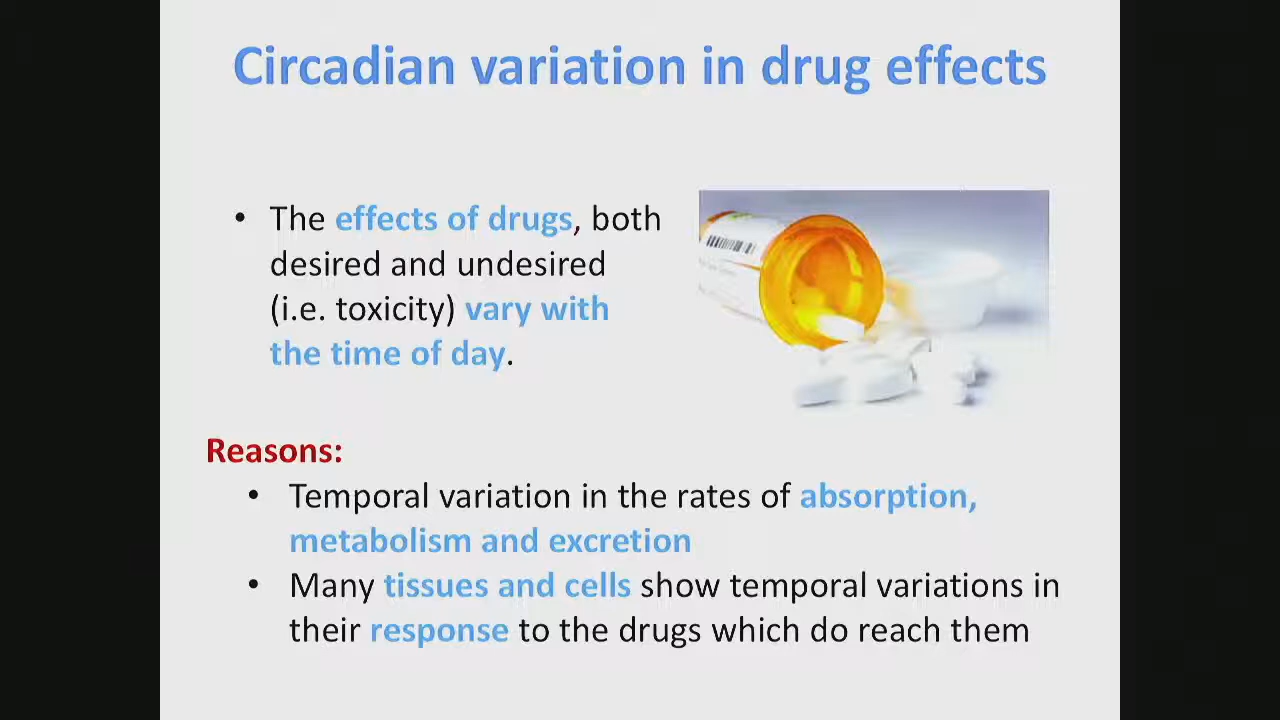 Circadian variation in drug effects
• The effects of drugs, both
desired and undesired
(i.e. toxicity) vary with
the time of day.
Reasons:
• Temporal variation in the rates of absorption,
metabolism and excretion
• Many tissues and cells show temporal variations in
their response to the drugs which do reach them